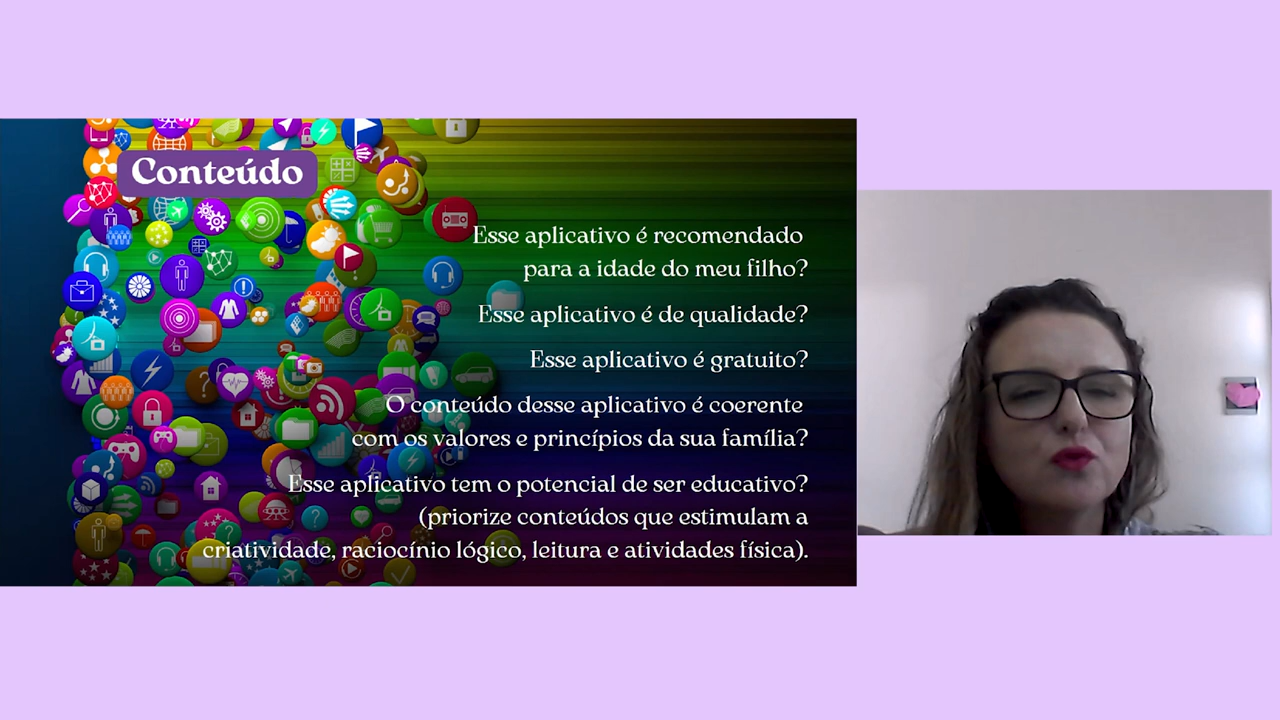 Conteúdo
Esse aplicativo é recomendado
para a idade do meu filho?
Esse aplicativo é de qualidade?
Esse aplicativo é gratuito?
O conteúdo desse aplicativo é coerente
com os valores e princípios da sua família?
Esse aplicativo tem o potencial de ser educativo?
(priorize conteúdos que estimulam a
criatividade, raciocínio lógico, leitura e atividades física).